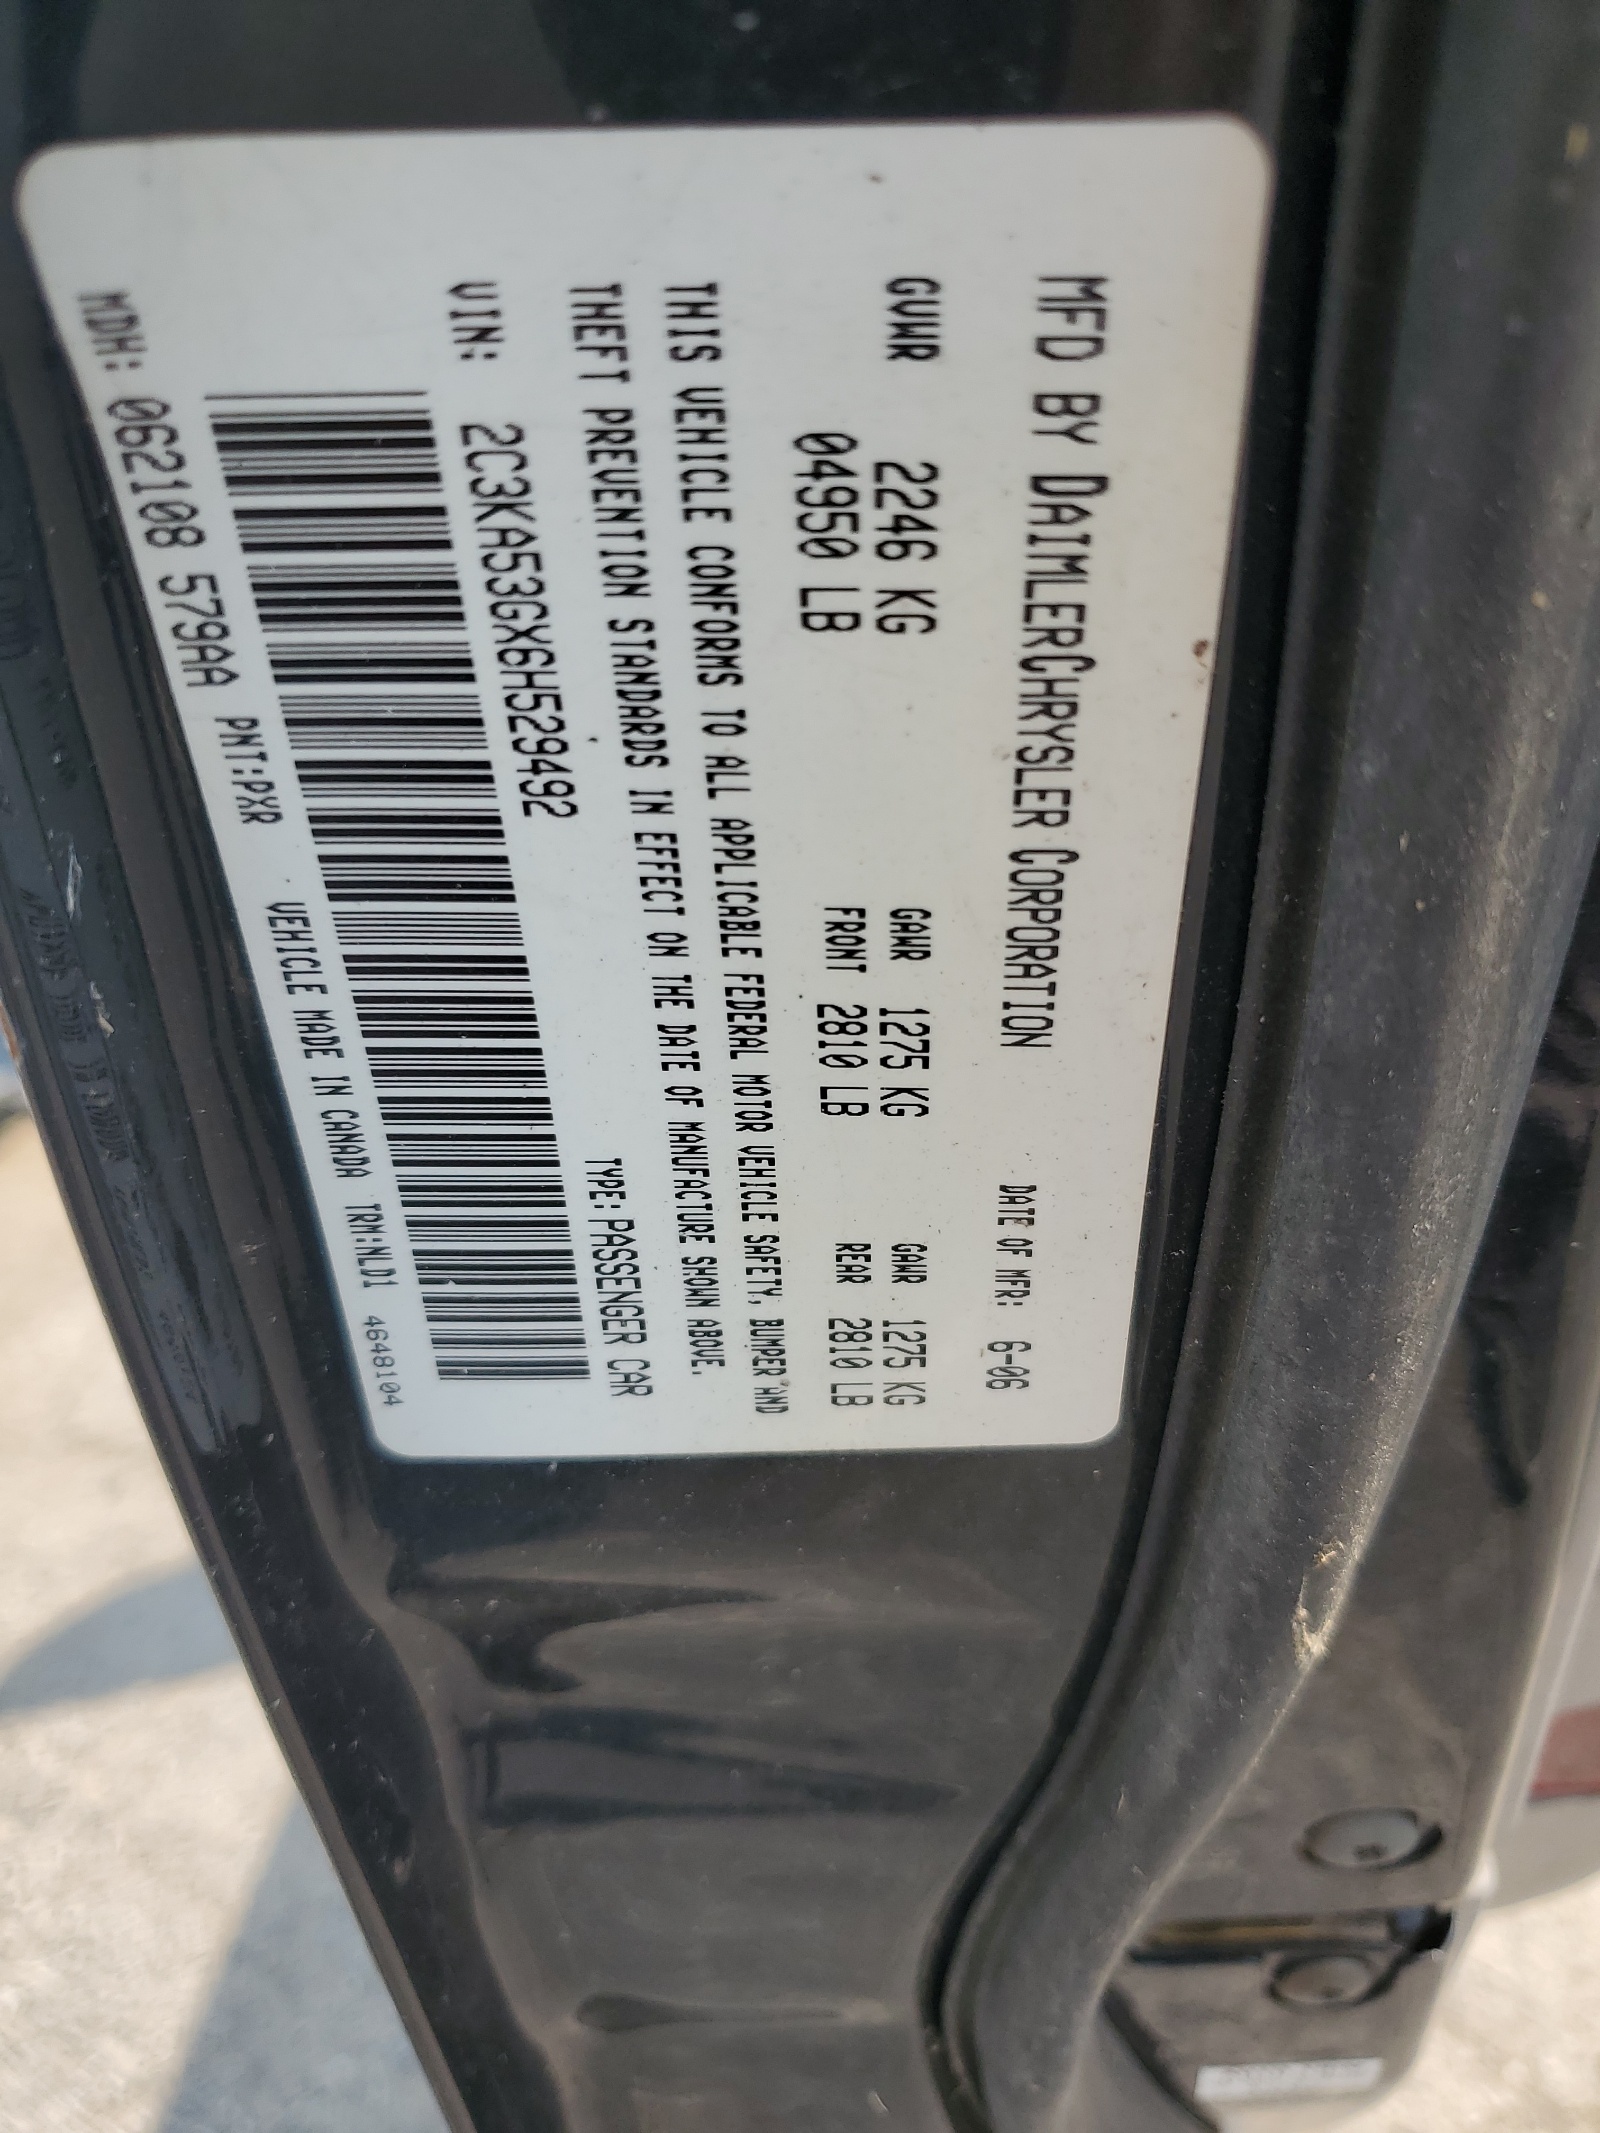 MFD BY DAIMLERCHRYSLER CORPORATION DATE OF MFR: 6-06
GVWR 2246 KG GAWR 1275 KG GAWR 1275 KG
04950 LB FRONT 2810 LB REAR 2810 LB
THIS VEHICLE CONFORMS TO ALL APPLICABLE FEDERAL MOTOR VEHICLE SAFETY, BUMPER AND
THEFT PREVENTION STANDARDS IN EFFECT ON THE DATE OF MANUFACTURE SHOWN ABOVE.
VIN: 2C3KA53GX6H529492 TYPE: PASSENGER CAR
MDH: 062108 579AA PNT:PXR VEHICLE MADE IN CANADA TRM:NLD1 4648104